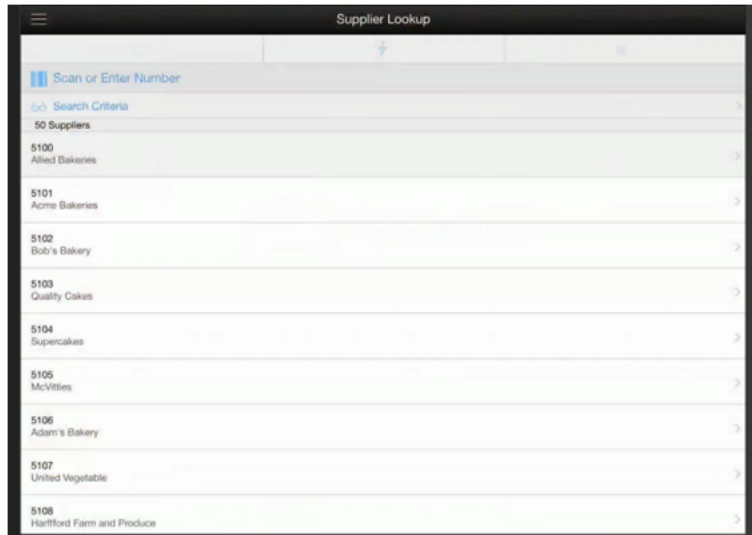 Supplier Lookup
Scan or Enter Number
Search Criteria
50 Suppliers
5100
Allied Bakeries
5101
Acme Bakeries
5102
Bob's Bakery
5103
Quality Cakes
5104
Supercakes
5105
McVitties
5106
Adam's Bakery
5107
United Vegetable
5108
Hartford Farm and Produce